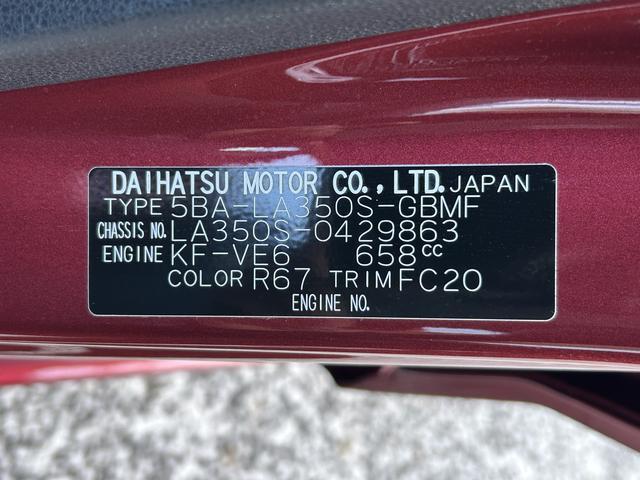 DAIHATSU MOTOR CO.,LTD.JAPAN
TYPE 5BA-LA350S-GBMF
CHASSIS NO. LA350S-0429863
ENGINE KF-VE6 658cc
COLOR R67 TRIM FC20
ENGINE NO.